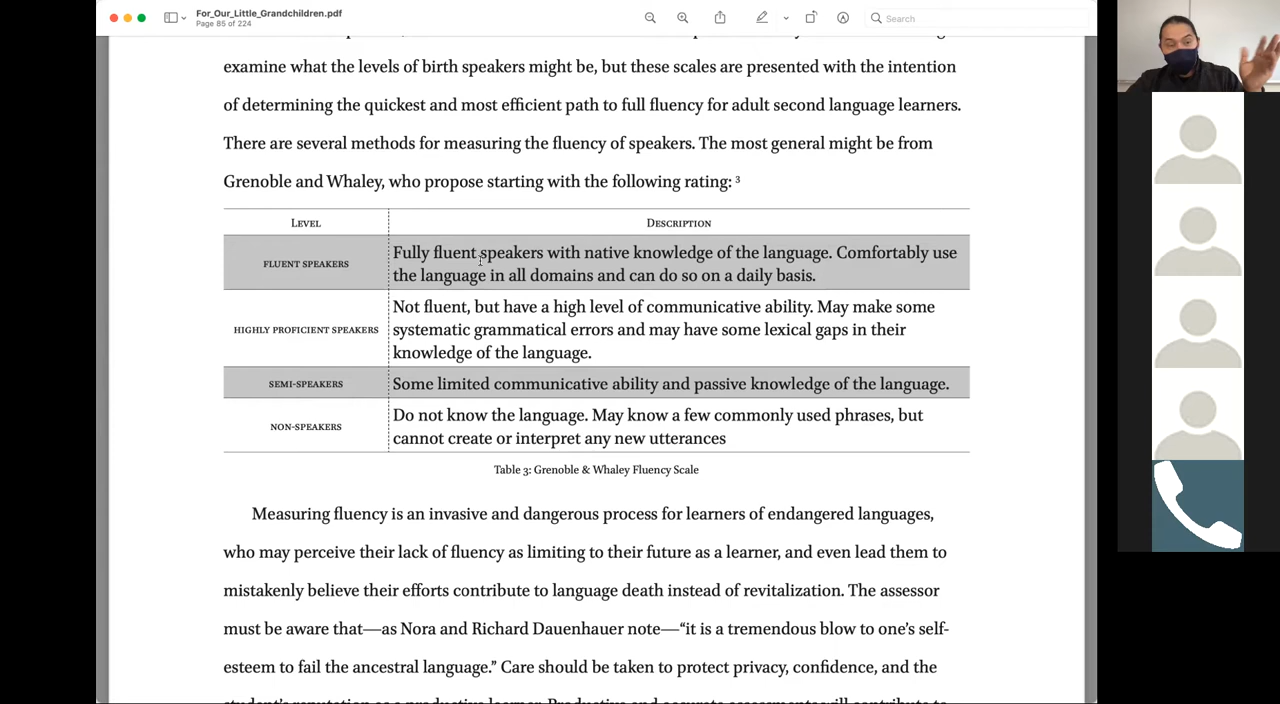 For_Our_Little_Grandchildren.pdf
Page 85 of 224
Search
examine what the levels of birth speakers might be, but these scales are presented with the intention
of determining the quickest and most efficient path to full fluency for adult second language learners.
There are several methods for measuring the fluency of speakers. The most general might be from
Grenoble and Whaley, who propose starting with the following rating: 3
LEVEL
DESCRIPTION
FLUENT SPEAKERS
Fully fluent speakers with native knowledge of the language. Comfortably use
the language in all domains and can do so on a daily basis.
HIGHLY PROFICIENT SPEAKERS
Not fluent, but have a high level of communicative ability. May make some
systematic grammatical errors and may have some lexical gaps in their
knowledge of the language.
SEMI-SPEAKERS
Some limited communicative ability and passive knowledge of the language.
NON-SPEAKERS
Do not know the language. May know a few commonly used phrases, but
cannot create or interpret any new utterances
Table 3: Grenoble & Whaley Fluency Scale
Measuring fluency is an invasive and dangerous process for learners of endangered languages,
who may perceive their lack of fluency as limiting to their future as a learner, and even lead them to
mistakenly believe their efforts contribute to language death instead of revitalization. The assessor
must be aware that—as Nora and Richard Dauenhauer note—“it is a tremendous blow to one’s self-
esteem to fail the ancestral language.” Care should be taken to protect privacy, confidence, and the